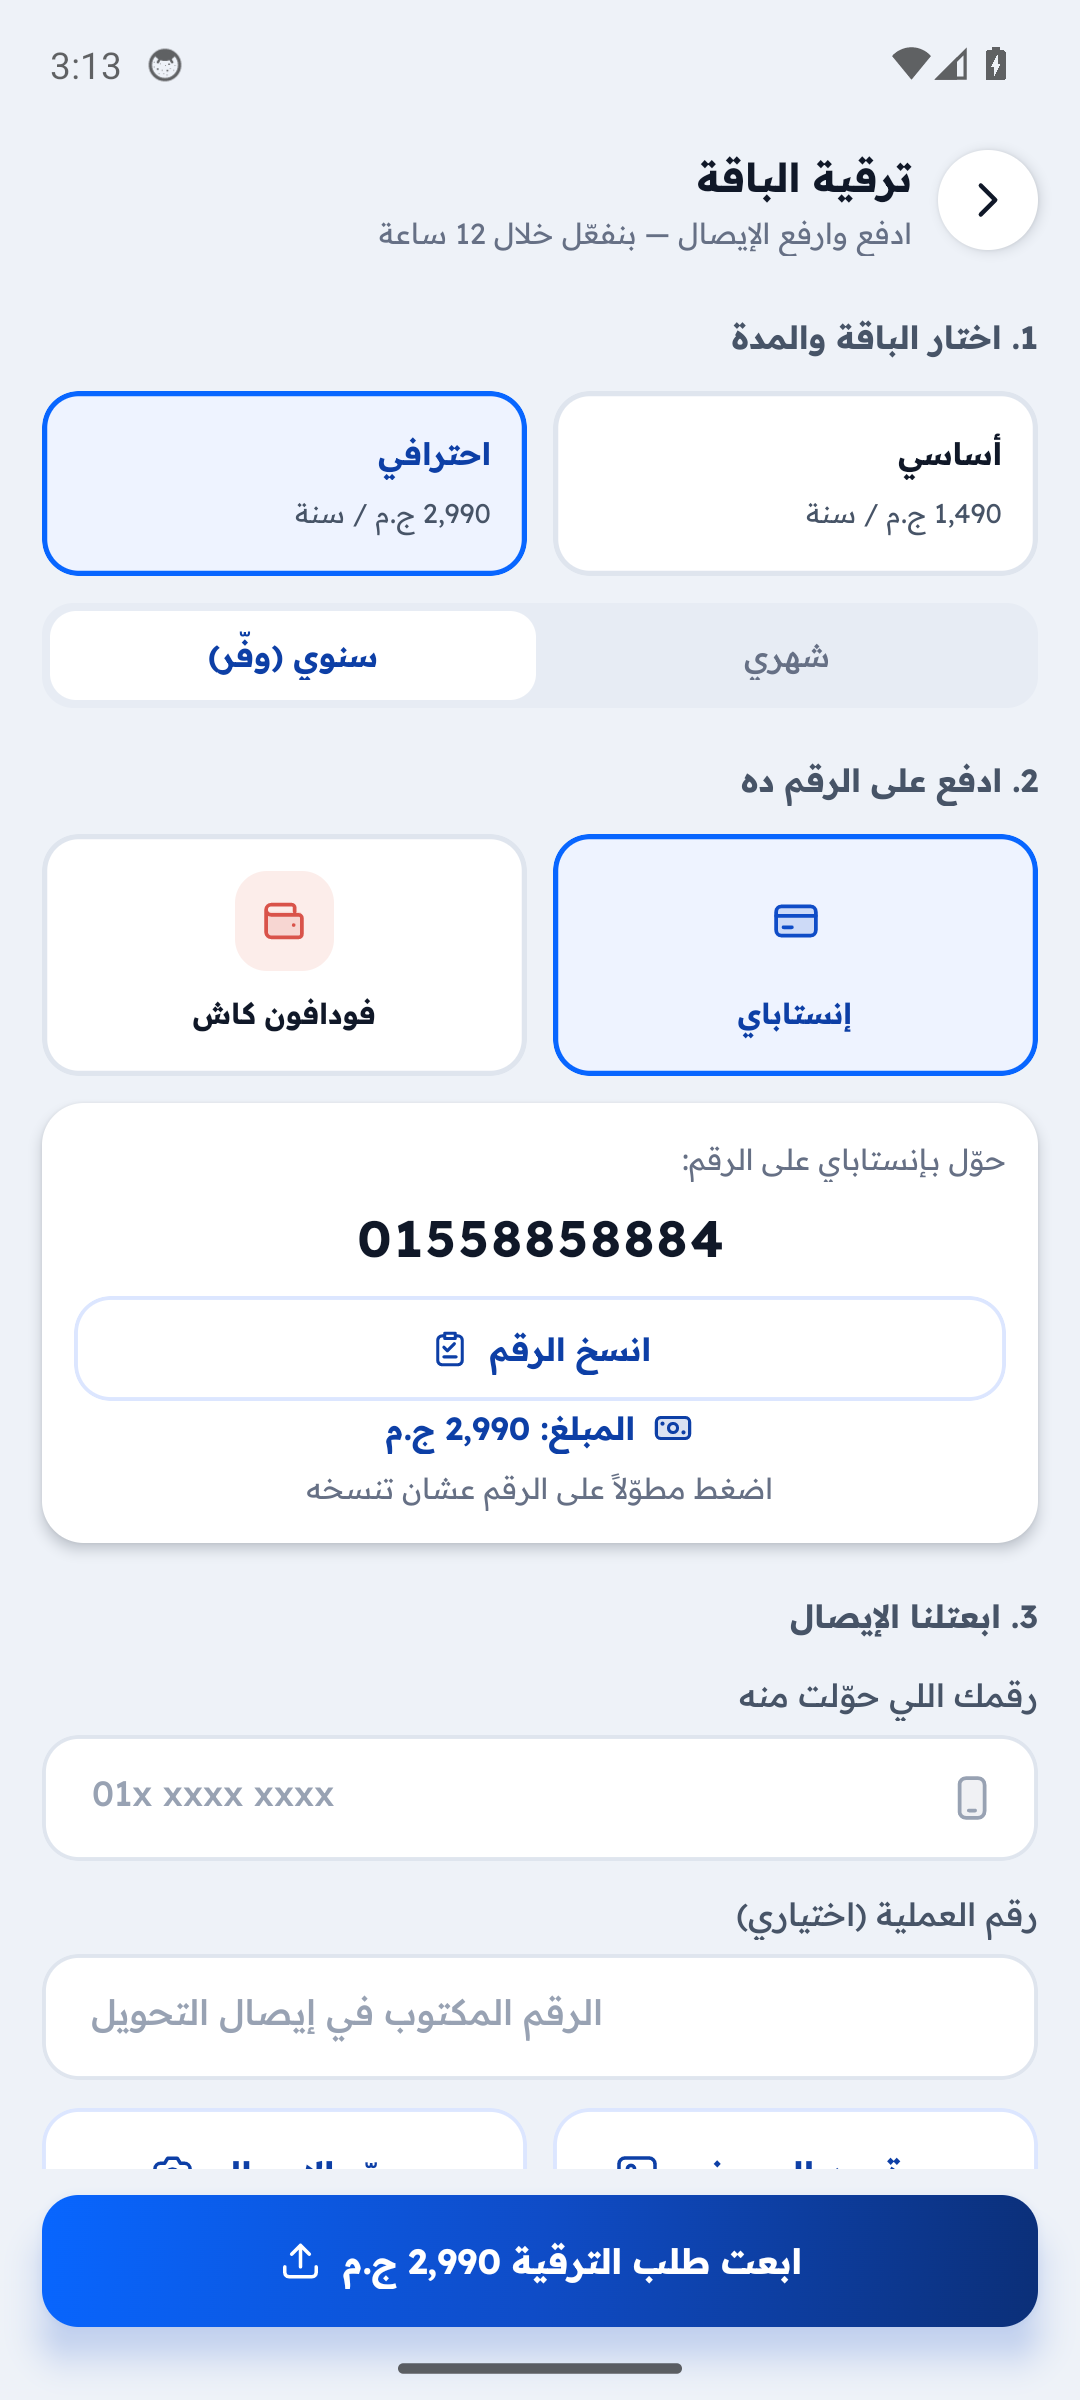 3:13
ترقية الباقة
ادفع وارفع الإيصال — بنفعّل خلال 12 ساعة
1. اختار الباقة والمدة
أساسي
1,490 ج.م / سنة
احترافي
2,990 ج.م / سنة
شهري
سنوي (وفّر)
2. ادفع على الرقم ده
إنستاباي
فودافون كاش
حوّل بإنستاباي على الرقم:
01558858884
انسخ الرقم
المبلغ: 2,990 ج.م
اضغط مطوّلاً على الرقم عشان تنسخه
3. ابعتلنا الإيصال
رقمك اللي حوّلت منه
01x xxxx xxxx
رقم العملية (اختياري)
الرقم المكتوب في إيصال التحويل
ابعت طلب الترقية 2,990 ج.م